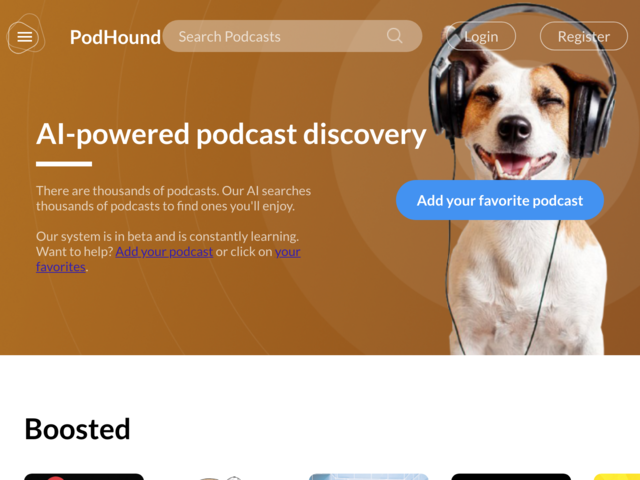 PodHound
Search Podcasts
Login
Register
AI-powered podcast discovery
There are thousands of podcasts. Our AI searches
thousands of podcasts to find ones you'll enjoy.
Add your favorite podcast
Our system is in beta and is constantly learning.
Want to help? Add your podcast or click on your
favorites.
Boosted